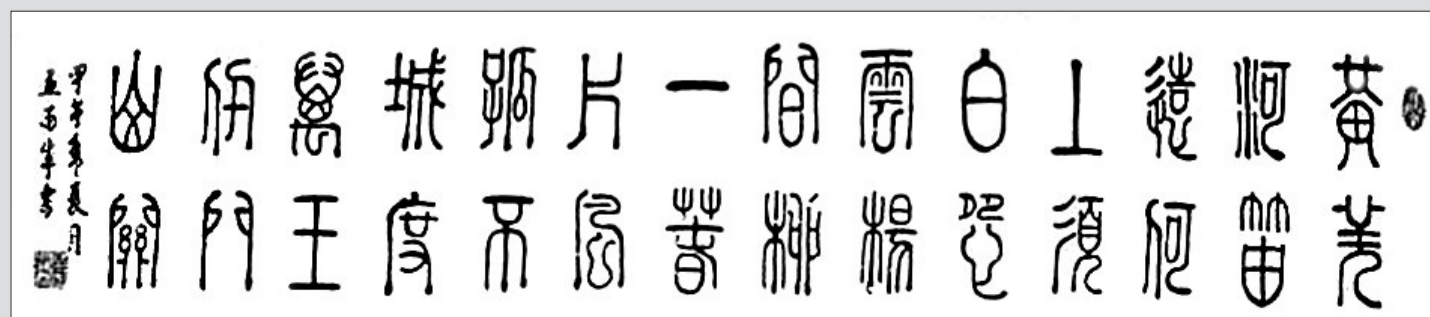 黃河遠上白雲間一片孤城萬仞山
羌笛何須怨楊柳春風不度玉門關
甲午年夏月
書